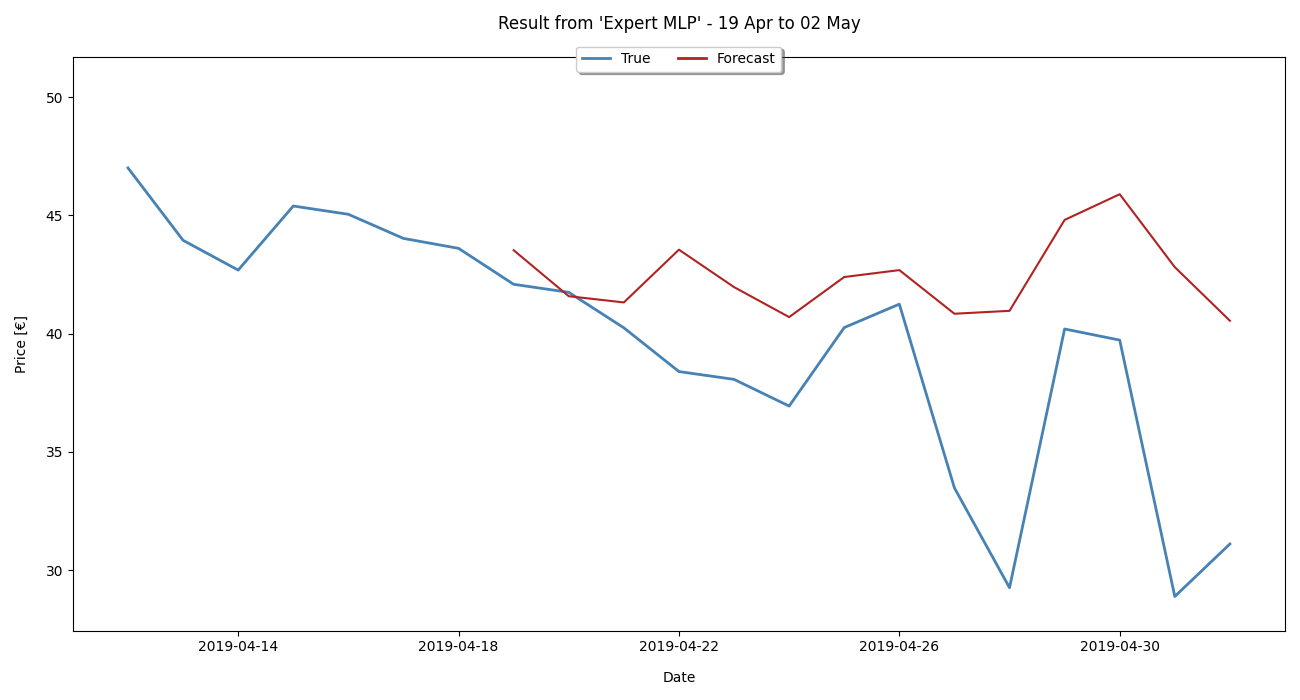 Result from 'Expert MLP' - 19 Apr to 02 May
True Forecast
50
45
40
35
30
Price [€]
2019-04-14 2019-04-18 2019-04-22 2019-04-26 2019-04-30
Date